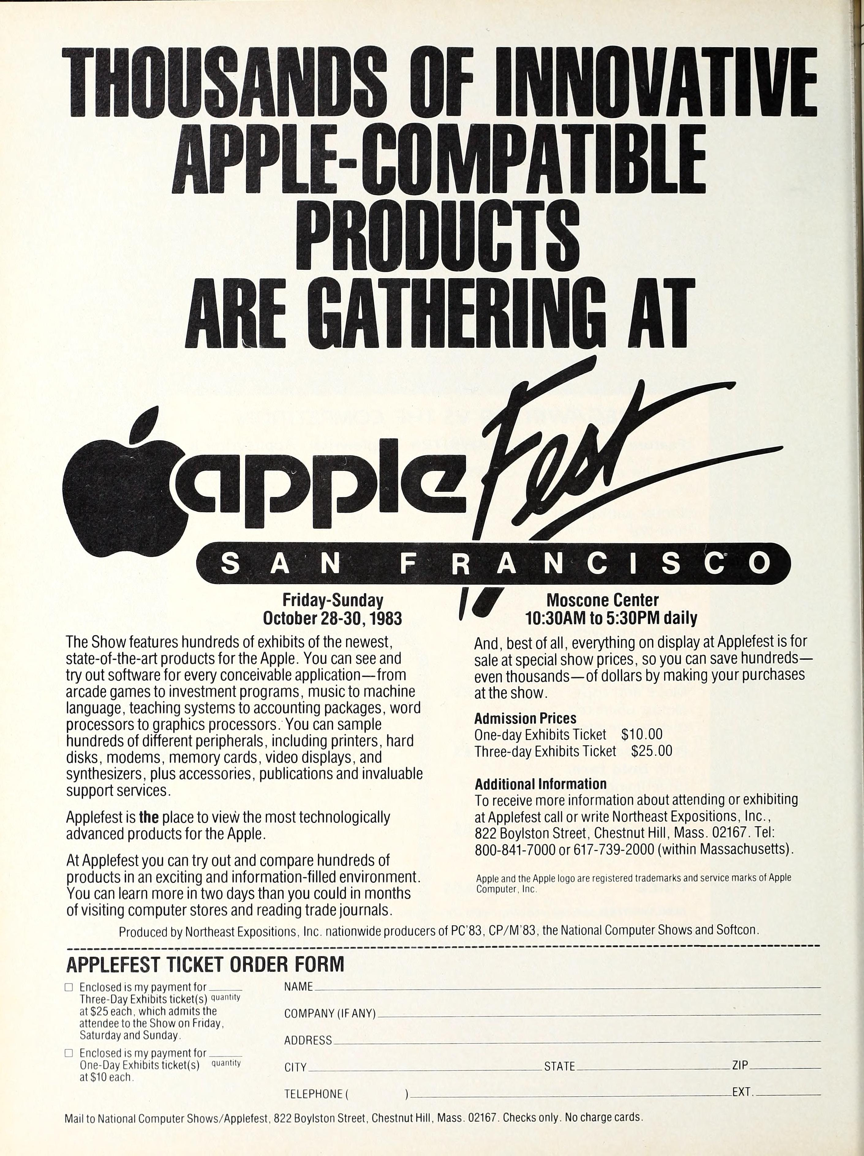 THOUSANDS OF INNOVATIVE
APPLE-COMPATIBLE
PRODUCTS
ARE GATHERING AT
apple Fest
SAN FRANCISCO
Friday-Sunday
October 28-30, 1983
Moscone Center
10:30AM to 5:30PM daily
The Show features hundreds of exhibits of the newest,
state-of-the-art products for the Apple. You can see and
try out software for every conceivable application—from
arcade games to investment programs, music to machine
language, teaching systems to accounting packages, word
processors to graphics processors. You can sample
hundreds of different peripherals, including printers, hard
disks, modems, memory cards, video displays, and
synthesizers, plus accessories, publications and invaluable
support services.
Applefest is the place to view the most technologically
advanced products for the Apple.
At Applefest you can try out and compare hundreds of
products in an exciting and information-filled environment.
You can learn more in two days than you could in months
of visiting computer stores and reading trade journals.
And, best of all, everything on display at Applefest is for
sale at special show prices, so you can save hundreds—
even thousands—of dollars by making your purchases
at the show.
Admission Prices
One-day Exhibits Ticket $10.00
Three-day Exhibits Ticket $25.00
Additional Information
To receive more information about attending or exhibiting
at Applefest call or write Northeast Expositions, Inc.,
822 Boylston Street, Chestnut Hill, Mass. 02167. Tel:
800-841-7000 or 617-739-2000 (within Massachusetts).
Apple and the Apple logo are registered trademarks and service marks of Apple
Computer, Inc.
Produced by Northeast Expositions, Inc. nationwide producers of PC'83, CP/M'83, the National Computer Shows and Softcon.
APPLEFEST TICKET ORDER FORM
☐ Enclosed is my payment for ______
Three-Day Exhibits ticket(s) quantity
at $25 each, which admits the
attendee to the Show on Friday,
Saturday and Sunday.
☐ Enclosed is my payment for ______
One-Day Exhibits ticket(s) quantity
at $10 each.
NAME
COMPANY (IF ANY)
ADDRESS
CITY STATE ZIP
TELEPHONE ( ) EXT.
Mail to National Computer Shows/Applefest, 822 Boylston Street, Chestnut Hill, Mass. 02167. Checks only. No charge cards.